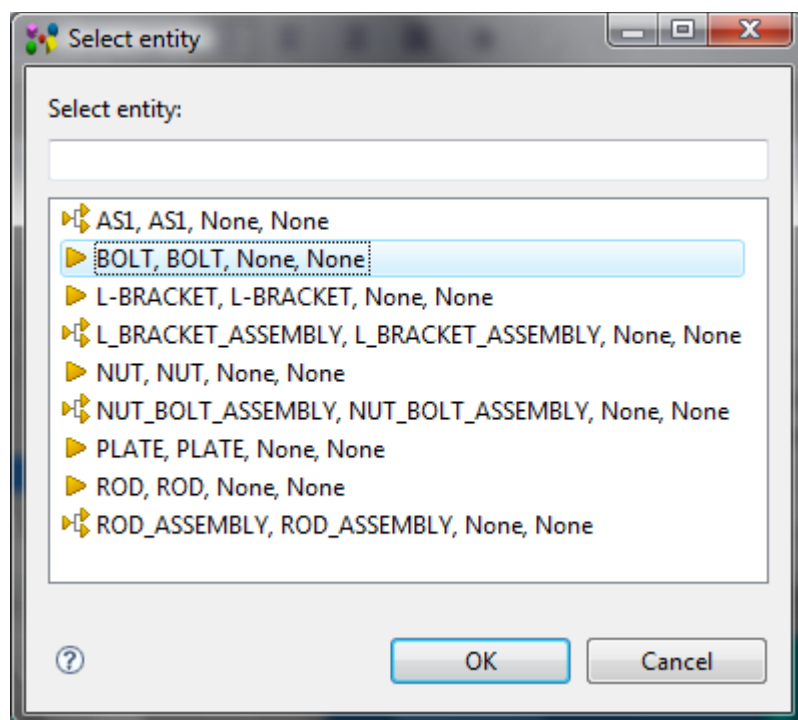 Select entity
Select entity:
AS1, AS1, None, None
BOLT, BOLT, None, None
L-BRACKET, L-BRACKET, None, None
L_BRACKET_ASSEMBLY, L_BRACKET_ASSEMBLY, None, None
NUT, NUT, None, None
NUT_BOLT_ASSEMBLY, NUT_BOLT_ASSEMBLY, None, None
PLATE, PLATE, None, None
ROD, ROD, None, None
ROD_ASSEMBLY, ROD_ASSEMBLY, None, None
? OK Cancel